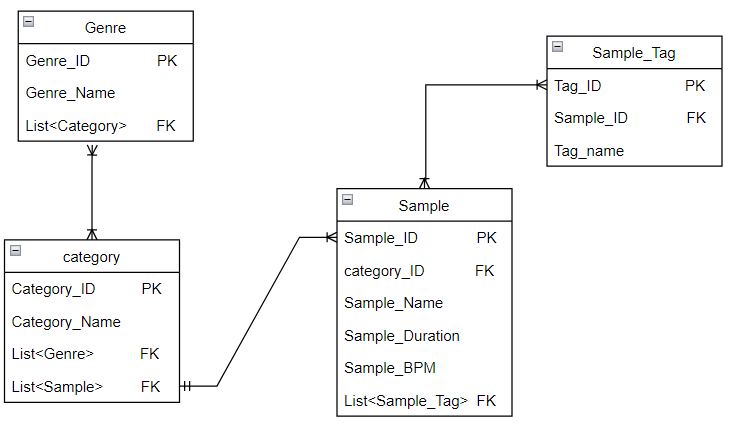 Genre
Genre_ID PK
Genre_Name
List<Category> FK
Sample_Tag
Tag_ID PK
Sample_ID FK
Tag_name
Sample
Sample_ID PK
category_ID FK
Sample_Name
Sample_Duration
Sample_BPM
List<Sample_Tag> FK
category
Category_ID PK
Category_Name
List<Genre> FK
List<Sample> FK